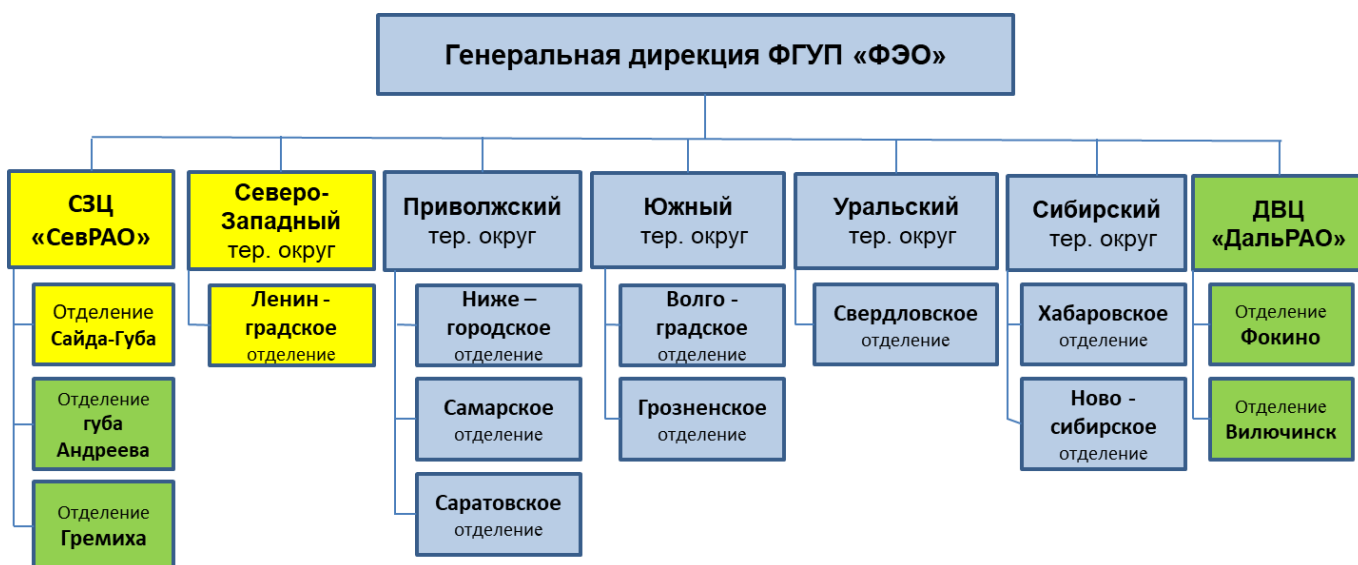 Генеральная дирекция ФГУП «ФЭО»
СЗЦ
«СевРАО»
Северо-
Западный
тер. округ
Приволжский
тер. округ
Южный
тер. округ
Уральский
тер. округ
Сибирский
тер. округ
ДВЦ
«ДальРАО»
Отделение
Сайда-Губа
Отделение
губа
Андреева
Отделение
Гремиха
Ленин -
градское
отделение
Ниже –
городское
отделение
Самарское
отделение
Саратовское
отделение
Волго -
градское
отделение
Грозненское
отделение
Свердловское
отделение
Хабаровское
отделение
Ново -
сибирское
отделение
Отделение
Фокино
Отделение
Вилючинск